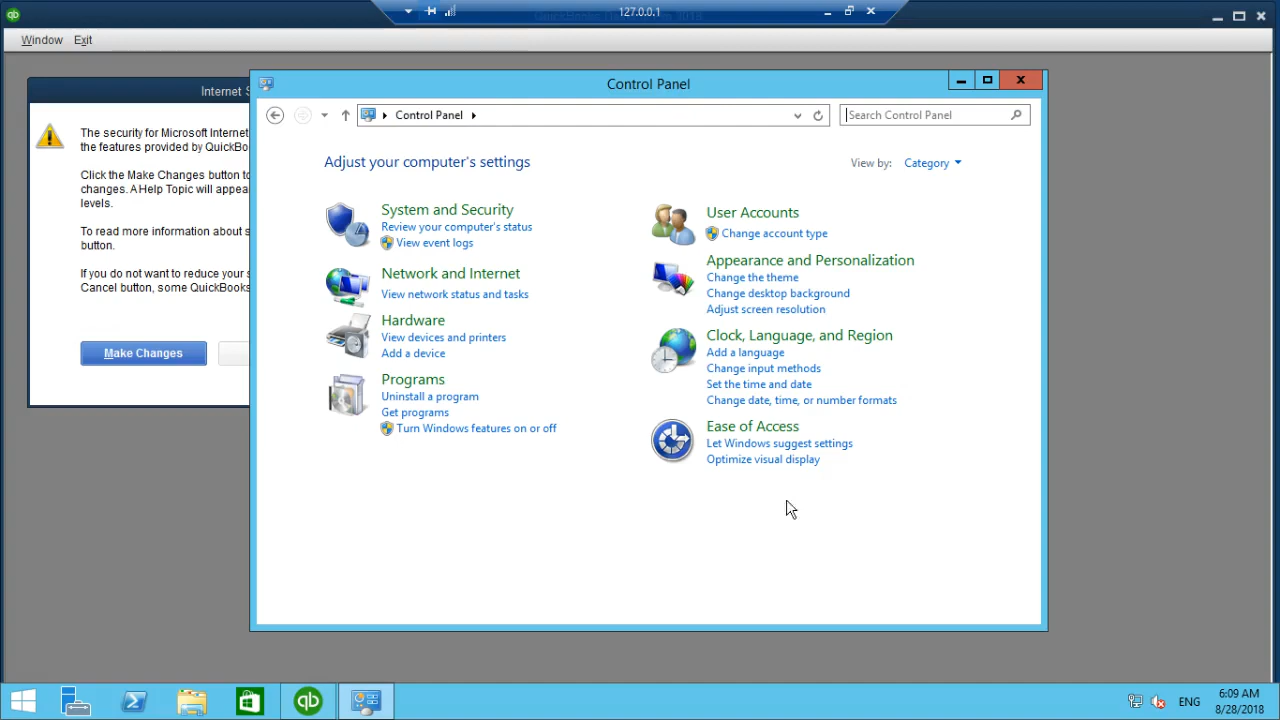 127.0.0.1
Window Exit
Control Panel
Internet S
The security for Microsoft Internet
the features provided by QuickBo
Click the Make Changes button to
changes. A Help Topic will appear
levels.
To read more information about s
button.
If you do not want to reduce your s
Cancel button, some QuickBooks
Make Changes
Control Panel
Search Control Panel
Adjust your computer's settings
View by: Category
System and Security
Review your computer's status
View event logs
Network and Internet
View network status and tasks
Hardware
View devices and printers
Add a device
Programs
Uninstall a program
Get programs
Turn Windows features on or off
User Accounts
Change account type
Appearance and Personalization
Change the theme
Change desktop background
Adjust screen resolution
Clock, Language, and Region
Add a language
Change input methods
Set the time and date
Change date, time, or number formats
Ease of Access
Let Windows suggest settings
Optimize visual display
qb
ENG
6:09 AM
8/28/2018